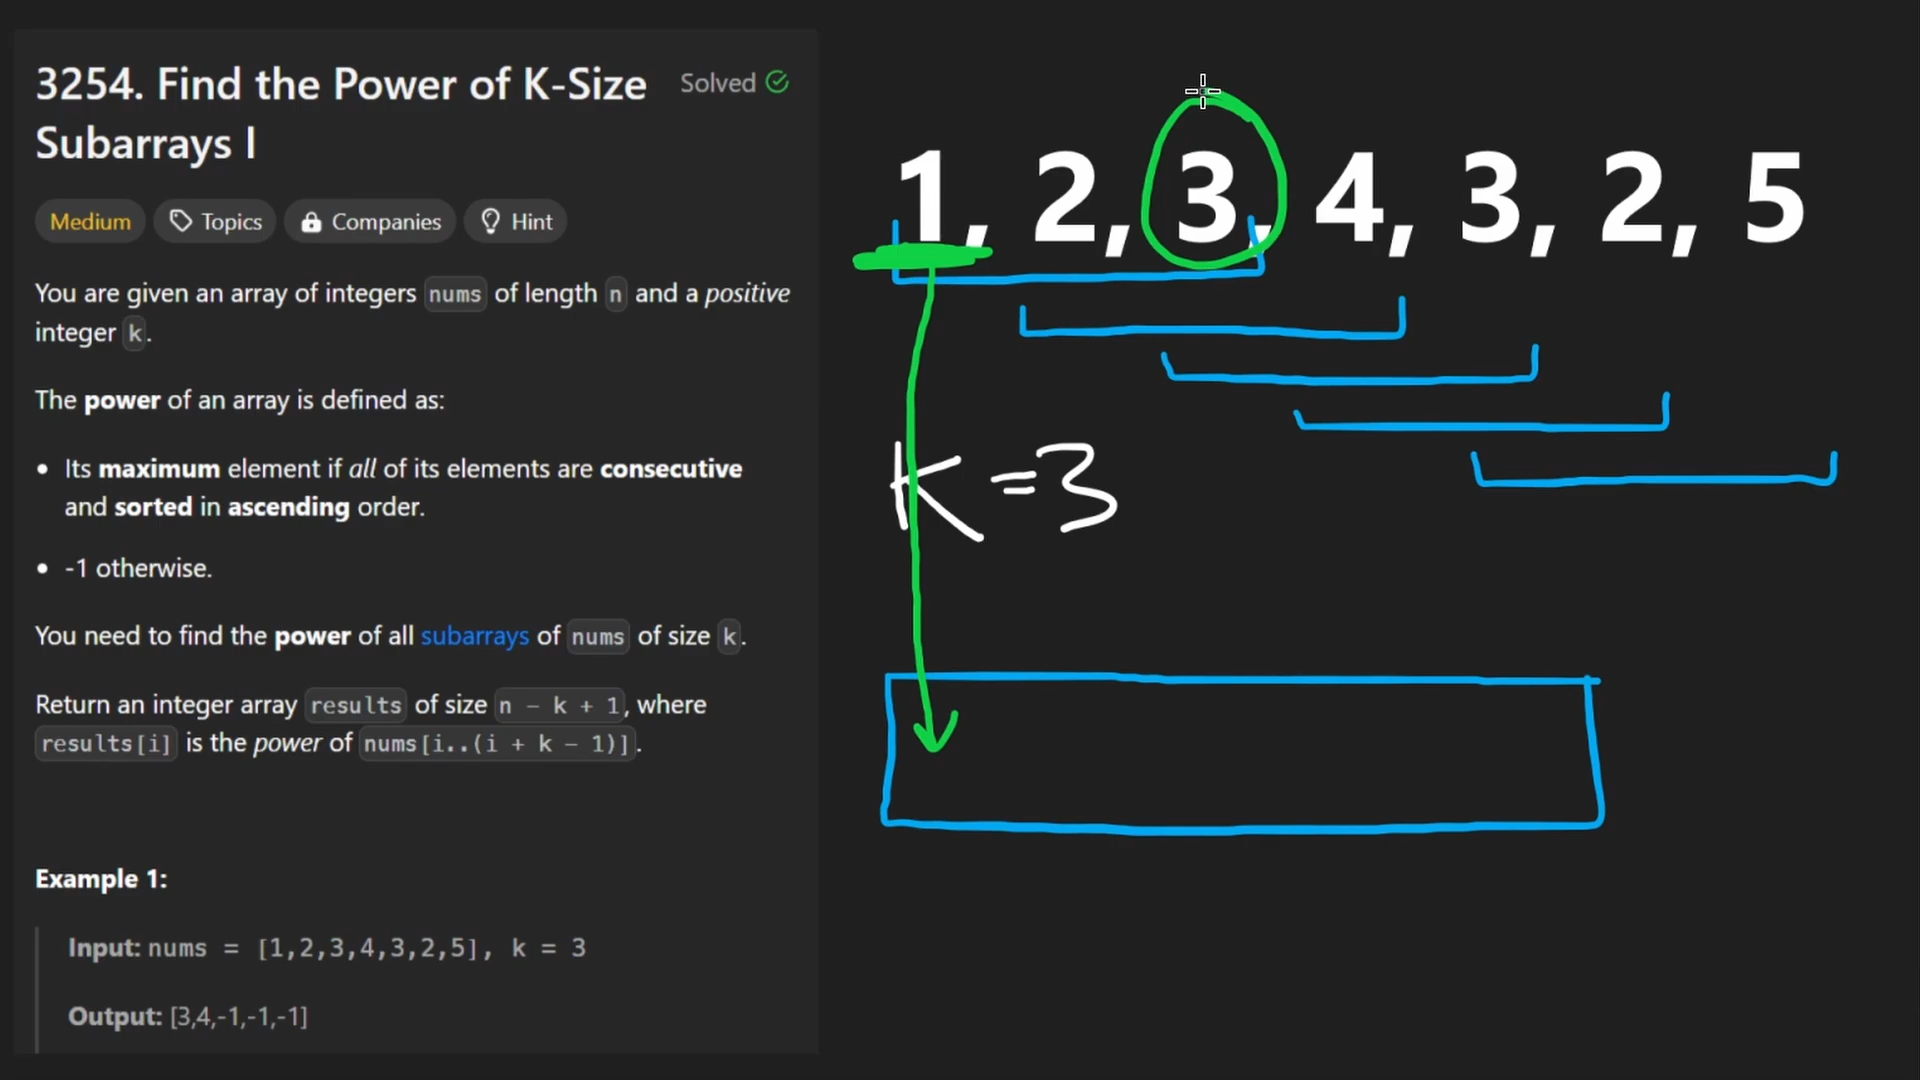 3254. Find the Power of K-Size
Subarrays I
Solved
Medium
Topics
Companies
Hint
You are given an array of integers nums of length n and a positive
integer k.
The power of an array is defined as:
• Its maximum element if all of its elements are consecutive
and sorted in ascending order.
• -1 otherwise.
You need to find the power of all subarrays of nums of size k.
Return an integer array results of size n - k + 1, where
results[i] is the power of nums[i..(i + k - 1)].
Example 1:
Input: nums = [1,2,3,4,3,2,5], k = 3
Output: [3,4,-1,-1,-1]
1, 2, 3, 4, 3, 2, 5
K = 3